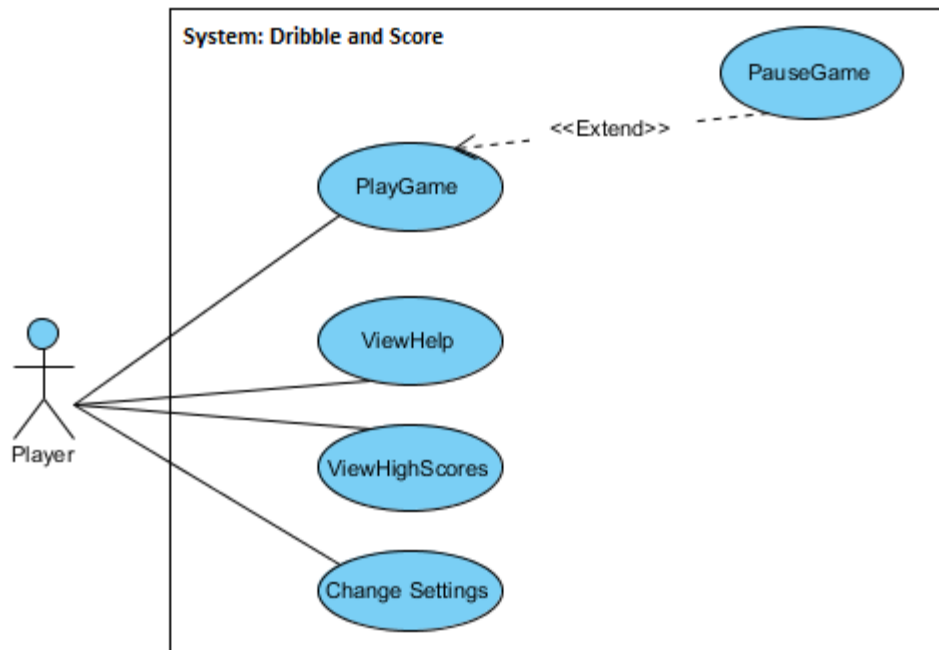 System: Dribble and Score
PauseGame
<<Extend>>
PlayGame
ViewHelp
Player
ViewHighScores
Change Settings